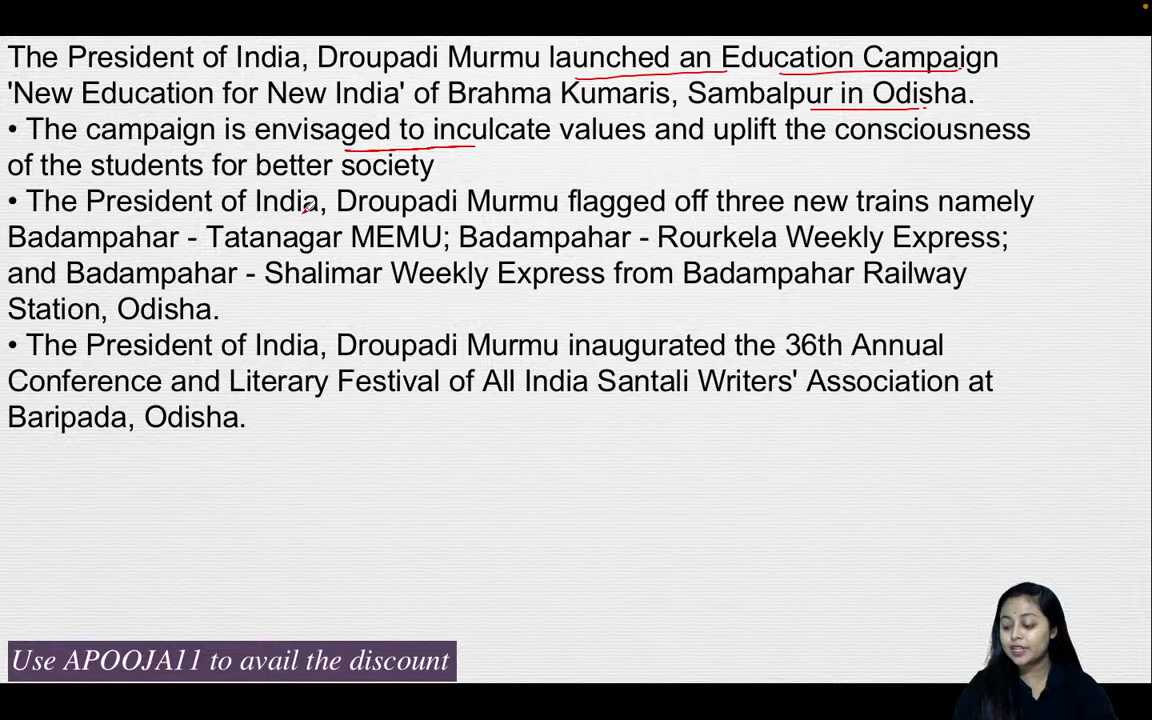 The President of India, Droupadi Murmu launched an Education Campaign
'New Education for New India' of Brahma Kumaris, Sambalpur in Odisha.
• The campaign is envisaged to inculcate values and uplift the consciousness
of the students for better society
• The President of India, Droupadi Murmu flagged off three new trains namely
Badampahar - Tatanagar MEMU; Badampahar - Rourkela Weekly Express;
and Badampahar - Shalimar Weekly Express from Badampahar Railway
Station, Odisha.
• The President of India, Droupadi Murmu inaugurated the 36th Annual
Conference and Literary Festival of All India Santali Writers' Association at
Baripada, Odisha.
Use APOOJA11 to avail the discount